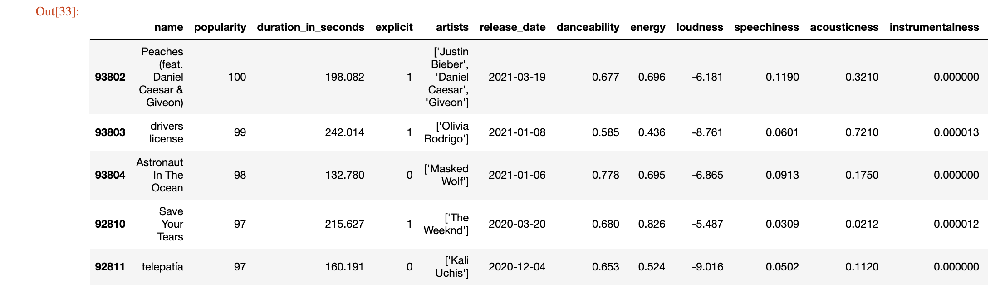 Out[33]:
name popularity duration_in_seconds explicit artists release_date danceability energy loudness speechiness acousticness instrumentalness
93802 Peaches (feat. Daniel Caesar & Giveon) 100 198.082 1 ['Justin Bieber', 'Daniel Caesar', 'Giveon'] 2021-03-19 0.677 0.696 -6.181 0.1190 0.3210 0.000000
93803 drivers license 99 242.014 1 ['Olivia Rodrigo'] 2021-01-08 0.585 0.436 -8.761 0.0601 0.7210 0.000013
93804 Astronaut In The Ocean 98 132.780 0 ['Masked Wolf'] 2021-01-06 0.778 0.695 -6.865 0.0913 0.1750 0.000000
92810 Save Your Tears 97 215.627 1 ['The Weeknd'] 2020-03-20 0.680 0.826 -5.487 0.0309 0.0212 0.000012
92811 telepatía 97 160.191 0 ['Kali Uchis'] 2020-12-04 0.653 0.524 -9.016 0.0502 0.1120 0.000000